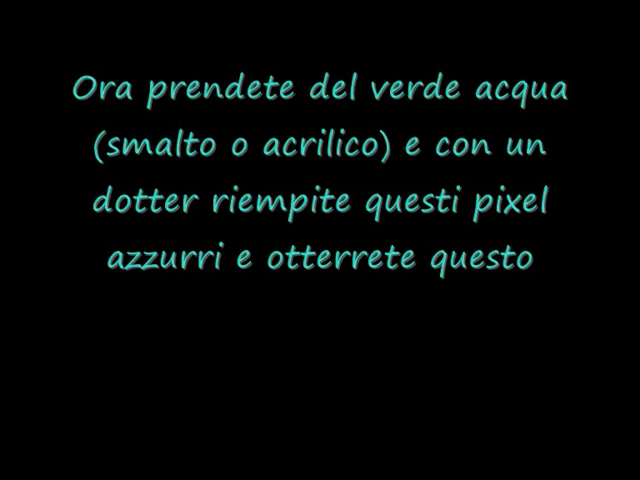 Ora prendete del verde acqua
(smalto o acrilico) e con un
dotter riempite questi pixel
azzurri e otterrete questo